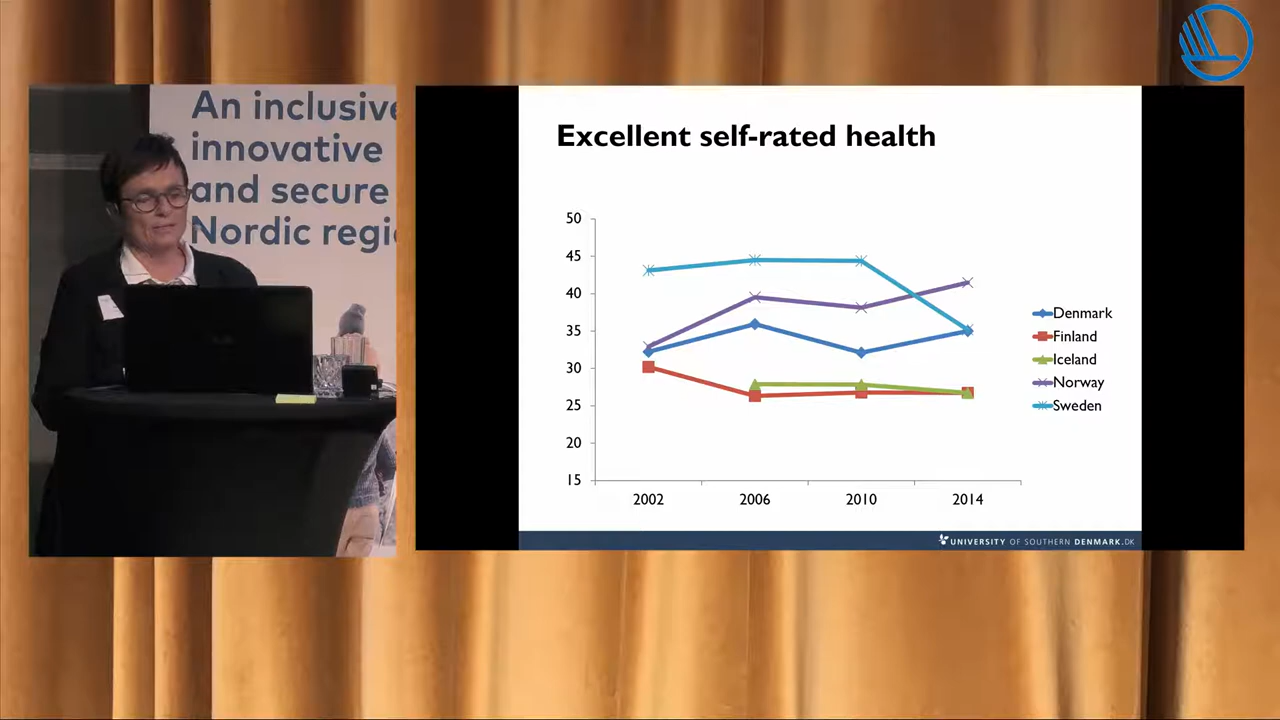 An inclusive
innovative
and secure
Nordic regi
Excellent self-rated health
50
45
40
35
30
25
20
15
2002 2006 2010 2014
Denmark
Finland
Iceland
Norway
Sweden
UNIVERSITY OF SOUTHERN DENMARK.DK